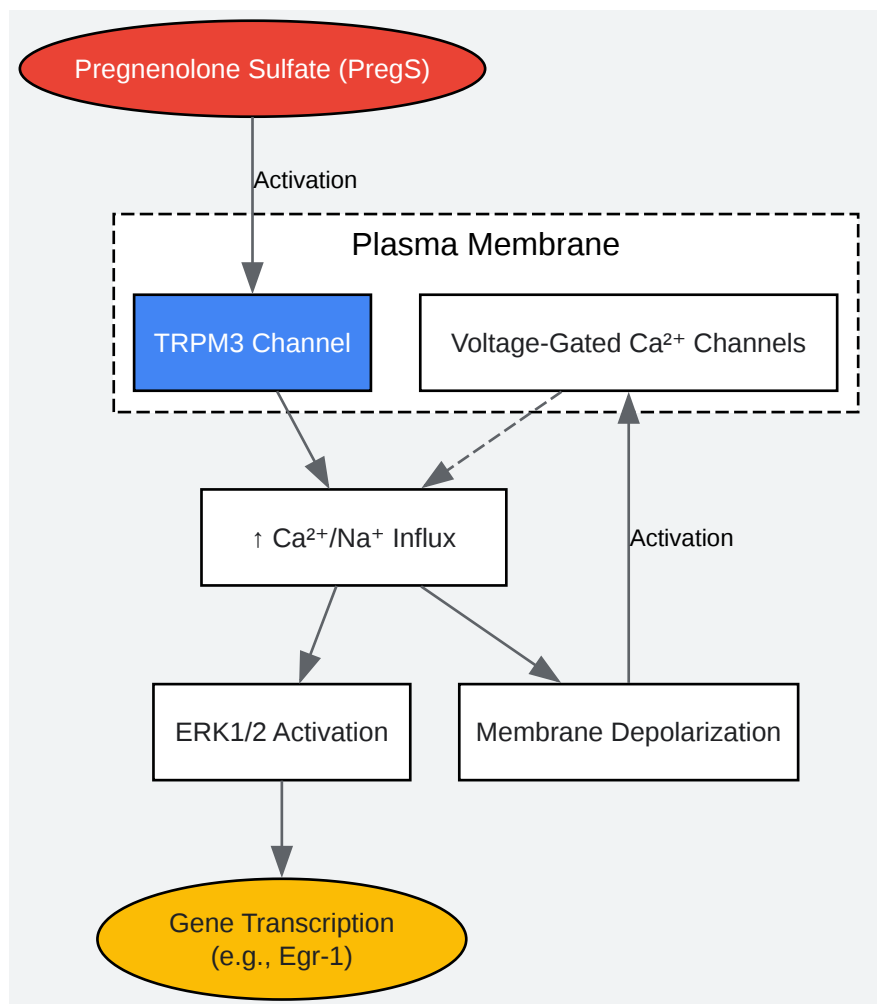 Pregnenolone Sulfate (PregS)
Activation
Plasma Membrane
TRPM3 Channel
Voltage-Gated Ca²⁺ Channels
↑ Ca²⁺/Na⁺ Influx
Activation
ERK1/2 Activation
Membrane Depolarization
Gene Transcription
(e.g., Egr-1)